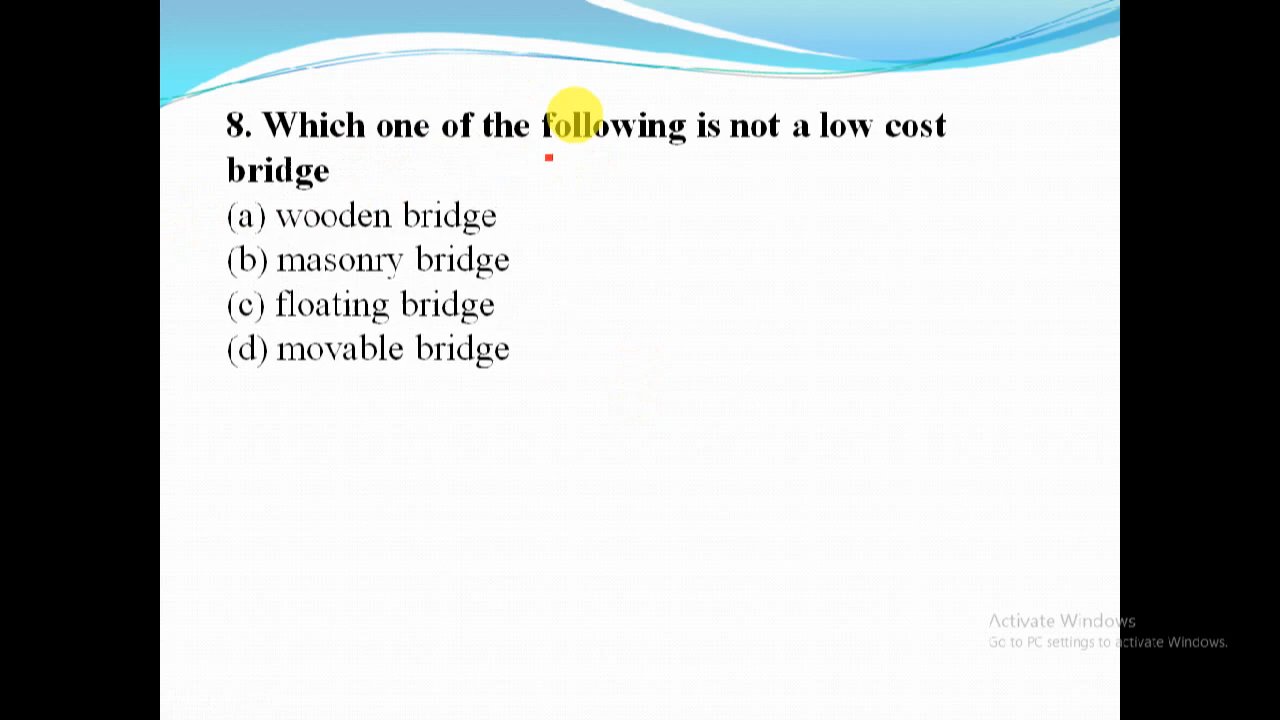 8. Which one of the following is not a low cost
bridge
(a) wooden bridge
(b) masonry bridge
(c) floating bridge
(d) movable bridge
Activate Windows
Go to PC settings to activate Windows.